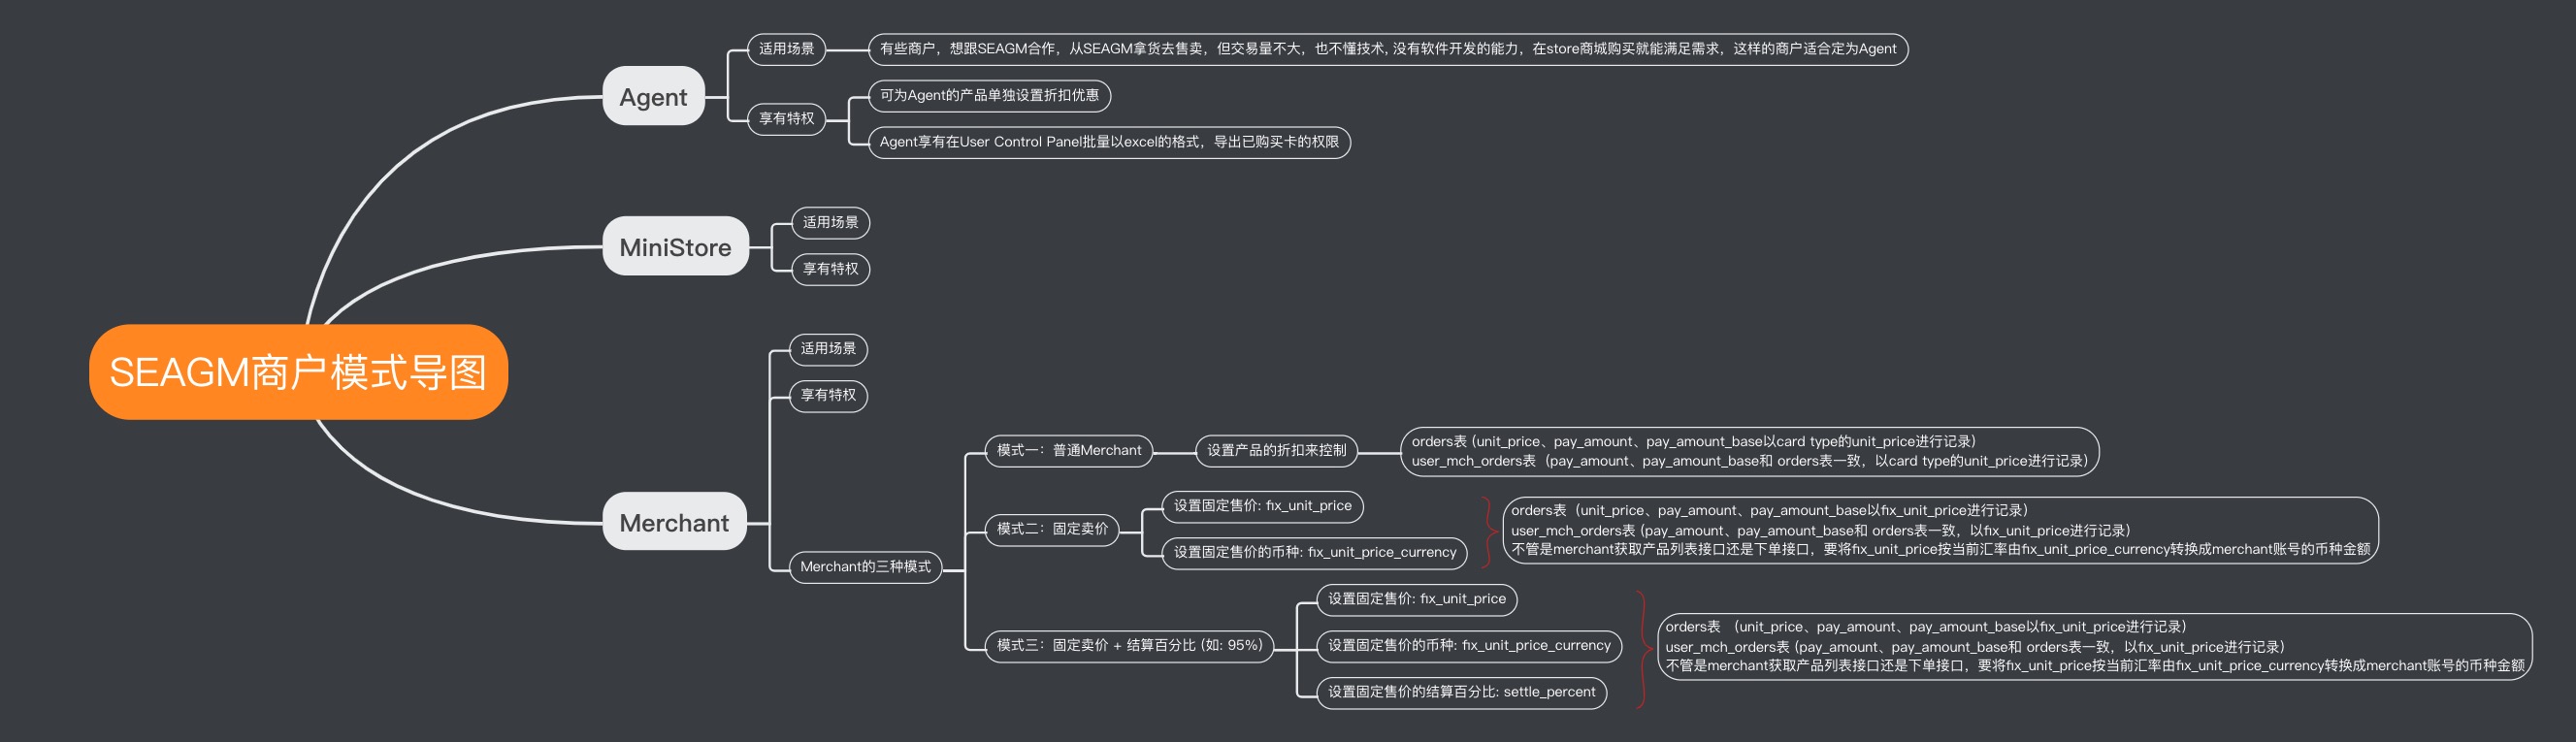 SEAGM商户模式导图
Agent
适用场景
有些商户，想跟SEAGM合作，从SEAGM拿货去售卖，但交易量不大，也不懂技术, 没有软件开发的能力，在store商城购买就能满足需求，这样的商户适合定为Agent
享有特权
可为Agent的产品单独设置折扣优惠
Agent享有在User Control Panel批量以excel的格式，导出已购买卡的权限
MiniStore
适用场景
享有特权
Merchant
适用场景
享有特权
Merchant的三种模式
模式一：普通Merchant
设置产品的折扣来控制
orders表 (unit_price、pay_amount、pay_amount_base以card type的unit_price进行记录)
user_mch_orders表（pay_amount、pay_amount_base和 orders表一致，以card type的unit_price进行记录)
模式二：固定卖价
设置固定售价: fix_unit_price
设置固定售价的币种: fix_unit_price_currency
orders表（unit_price、pay_amount、pay_amount_base以fix_unit_price进行记录)
user_mch_orders表 (pay_amount、pay_amount_base和 orders表一致，以fix_unit_price进行记录)
不管是merchant获取产品列表接口还是下单接口，要将fix_unit_price按当前汇率由fix_unit_price_currency转换成merchant账号的币种金额
模式三：固定卖价 + 结算百分比 (如: 95%)
设置固定售价: fix_unit_price
设置固定售价的币种: fix_unit_price_currency
设置固定售价的结算百分比: settle_percent
orders表 （unit_price、pay_amount、pay_amount_base以fix_unit_price进行记录)
user_mch_orders表 (pay_amount、pay_amount_base和 orders表一致，以fix_unit_price进行记录)
不管是merchant获取产品列表接口还是下单接口，要将fix_unit_price按当前汇率由fix_unit_price_currency转换成merchant账号的币种金额